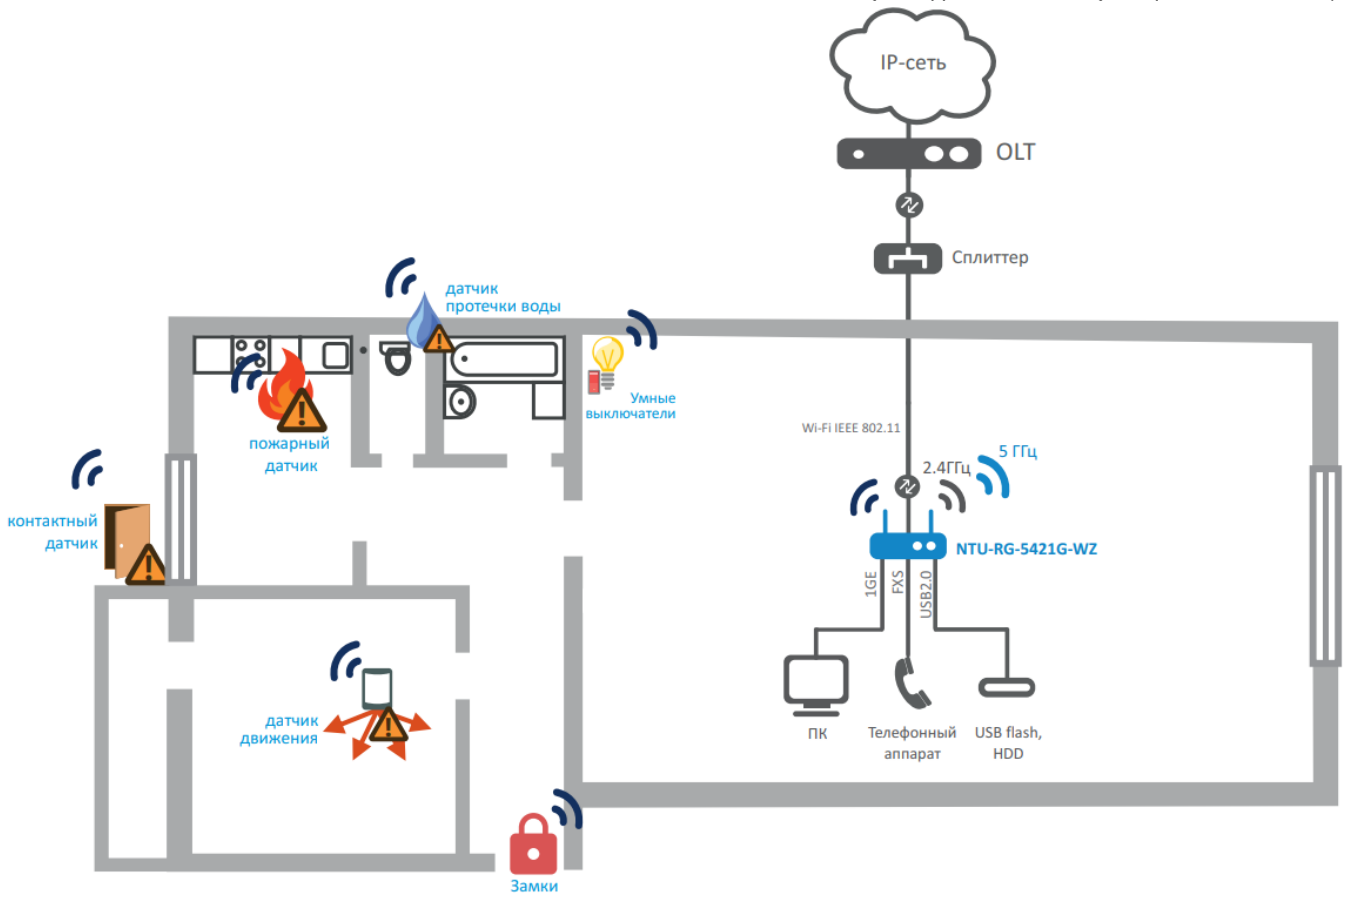 IP-сеть
OLT
Сплиттер
датчик
протечки воды
Умные
выключатели
пожарный
датчик
Wi-Fi IEEE 802.11
2.4ГГц
5 ГГц
контактный
датчик
NTU-RG-5421G-WZ
1GE
FXS
USB2.0
датчик
движения
ПК
Телефонный
аппарат
USB flash,
HDD
Замки